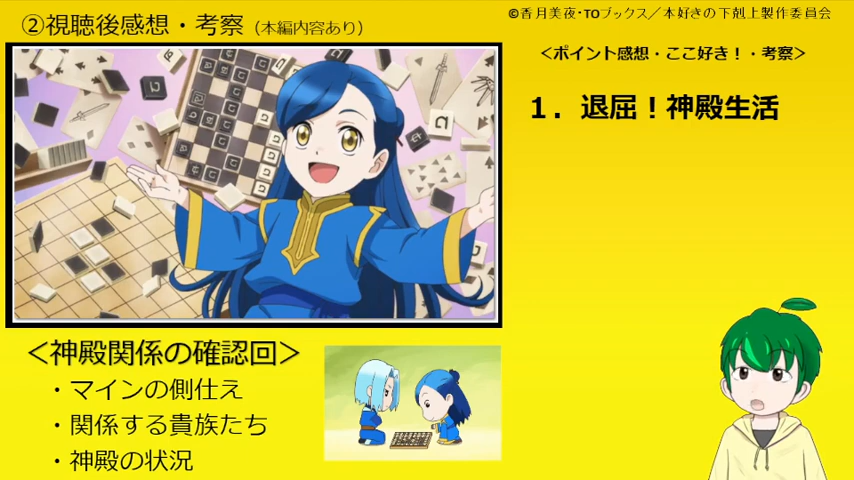 ②視聴後感想・考察（本編内容あり）
©香月美夜・TOブックス／本好きの下剋上製作委員会
＜ポイント感想・ここ好き！・考察＞
１．退屈！神殿生活
＜神殿関係の確認回＞
・マインの側仕え
・関係する貴族たち
・神殿の状況